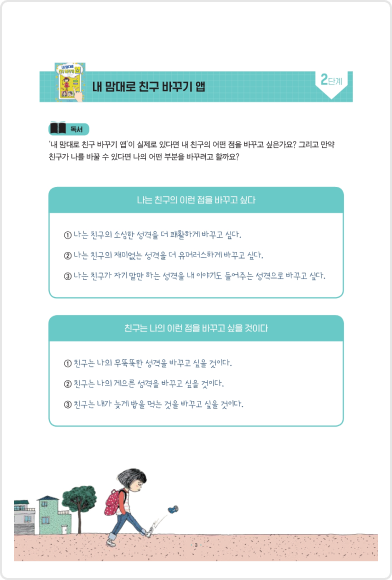 내 맘대로 친구 바꾸기 앱
2단계
독서
'내 맘대로 친구 바꾸기 앱'이 실제로 있다면 내 친구의 어떤 점을 바꾸고 싶은가요? 그리고 만약
친구가 나를 바꿀 수 있다면 나의 어떤 부분을 바꾸려고 할까요?
나는 친구의 이런 점을 바꾸고 싶다
① 나는 친구의 소심한 성격을 더 쾌활하게 바꾸고 싶다.
② 나는 친구의 재미없는 성격을 더 유머러스하게 바꾸고 싶다.
③ 나는 친구가 자기 말만 하는 성격을 내 이야기도 들어주는 성격으로 바꾸고 싶다.
친구는 나의 이런 점을 바꾸고 싶을 것이다
① 친구는 나의 무뚝뚝한 성격을 바꾸고 싶을 것이다.
② 친구는 나의 게으른 성격을 바꾸고 싶을 것이다.
③ 친구는 내가 늦게 밥을 먹는 것을 바꾸고 싶을 것이다.